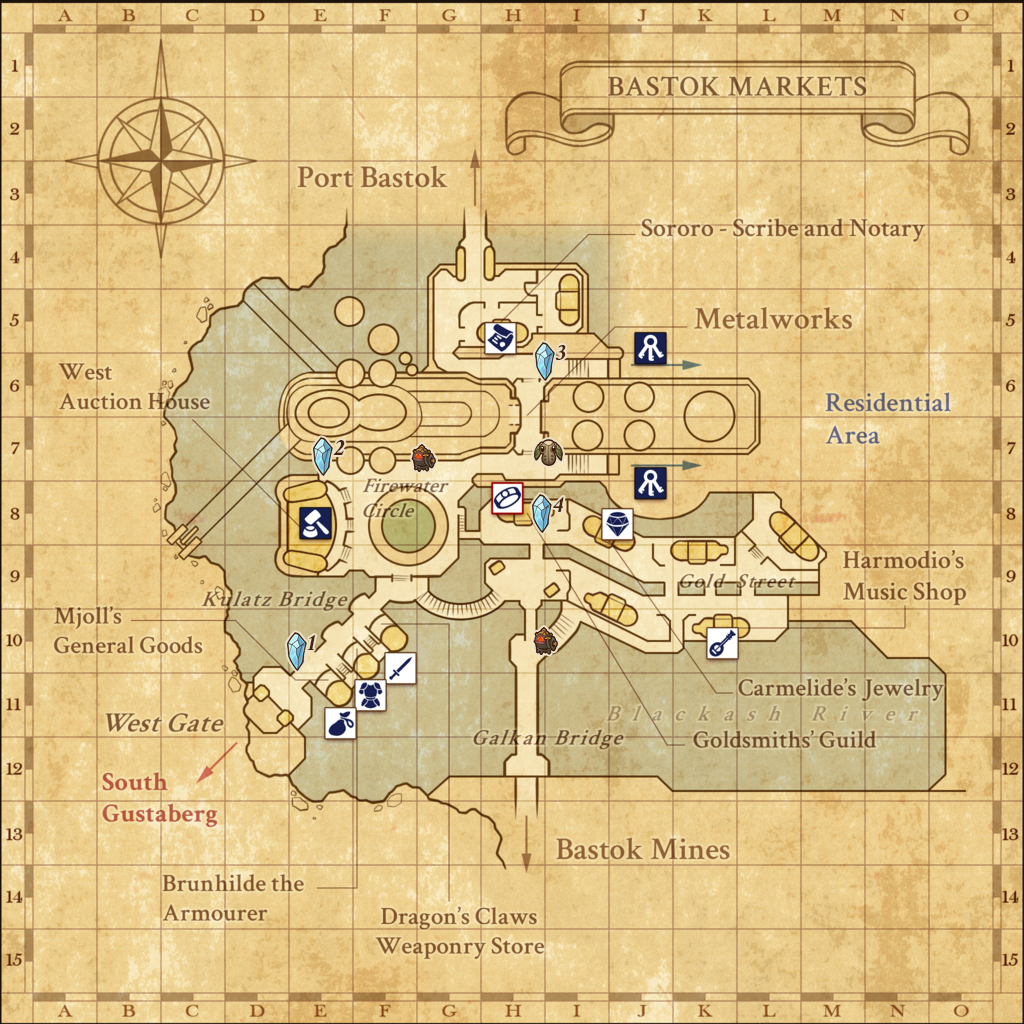 A B C D E F G H I J K L M N O
1 1
BASTOK MARKETS
2 2
3 3
Port Bastok
Sororo - Scribe and Notary
4 4
5 5
Metalworks
3
West
Auction House
6 6
Residential
Area
7 7
2
Firewater
Circle
8 8
4
Harmodio's
Music Shop
9 9
Gold Street
Kulatz Bridge
Mjoll's
General Goods
10 10
1
Carmelide's Jewelry
11 11
West Gate
Blackash River
Galkan Bridge
Goldsmiths' Guild
12 12
South
Gustaberg
13 13
Bastok Mines
14 14
Brunhilde the
Armourer
Dragon's Claws
Weaponry Store
15 15
A B C D E F G H I J K L M N O